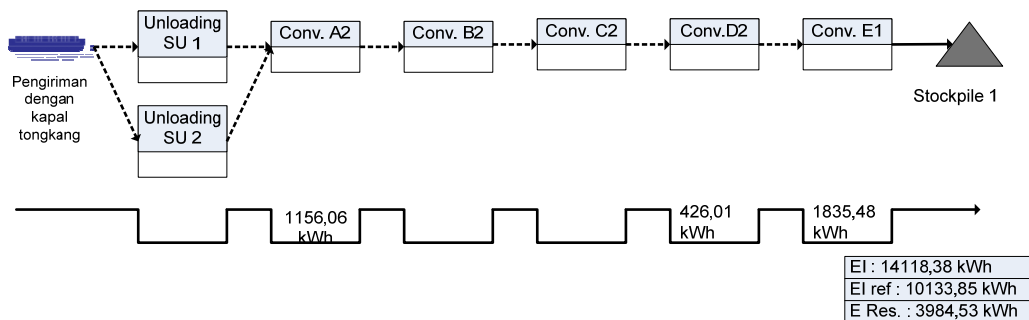 Unloading
SU 1
Conv. A2
Conv. B2
Conv. C2
Conv.D2
Conv. E1
Pengiriman
dengan
kapal
tongkang
Unloading
SU 2
Stockpile 1
1156,06
kWh
426,01
kWh
1835,48
kWh
EI : 14118,38 kWh
EI ref : 10133,85 kWh
E Res. : 3984,53 kWh